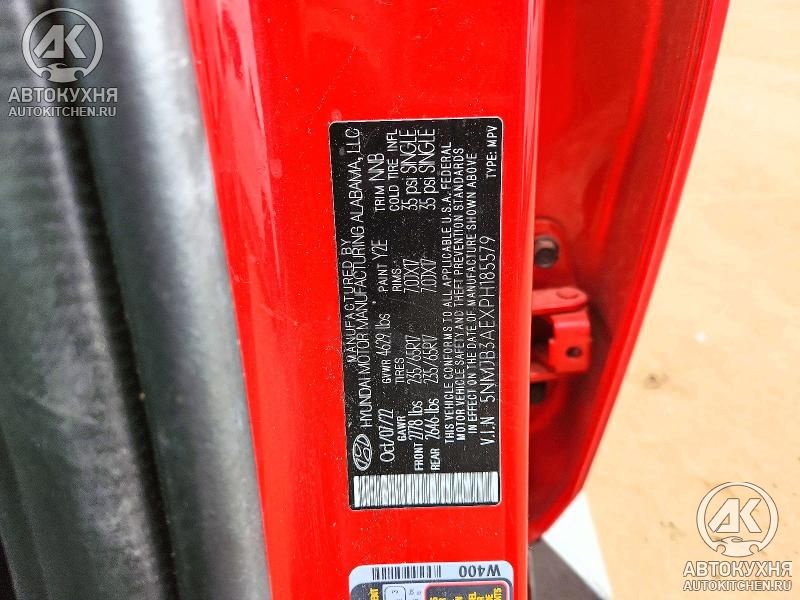 АК
АВТОКУХНЯ
AUTOKITCHEN.RU
MANUFACTURED BY
HYUNDAI MOTOR MANUFACTURING ALABAMA, LLC
Oct/07/22 GVWR 4629 lbs PAINT Y2E TRIM NNB
GAWR TIRES RIMS COLD TIRE INFL
FRONT 2778 lbs 235/65R17 7.0JX17 35 psi SINGLE
REAR 2646 lbs 235/65R17 7.0JX17 35 psi SINGLE
THIS VEHICLE CONFORMS TO ALL APPLICABLE U.S.A. FEDERAL
MOTOR VEHICLE SAFETY AND THEFT PREVENTION STANDARDS
IN EFFECT ON THE DATE OF MANUFACTURE SHOWN ABOVE
V.I.N 5NMJB3AEXPH185579 TYPE: MPV
W400
АК
АВТОКУХНЯ
AUTOKITCHEN.RU